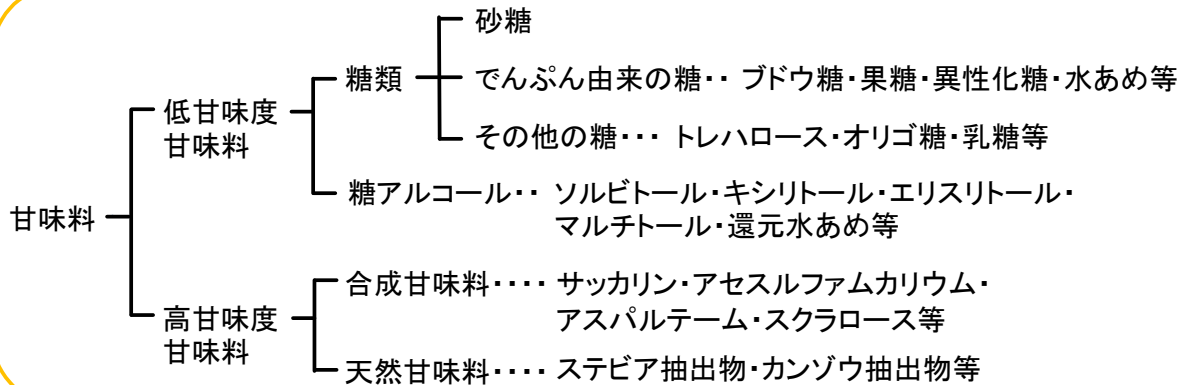 砂糖
糖類
でんぷん由来の糖・・ ブドウ糖・果糖・異性化糖・水あめ等
低甘味度
甘味料
その他の糖・・・ トレハロース・オリゴ糖・乳糖等
糖アルコール・・ ソルビトール・キシリトール・エリスリトール・
マルチトール・還元水あめ等
甘味料
合成甘味料・・・・ サッカリン・アセスルファムカリウム・
アスパルテーム・スクラロース等
高甘味度
甘味料
天然甘味料・・・・ ステビア抽出物・カンゾウ抽出物等